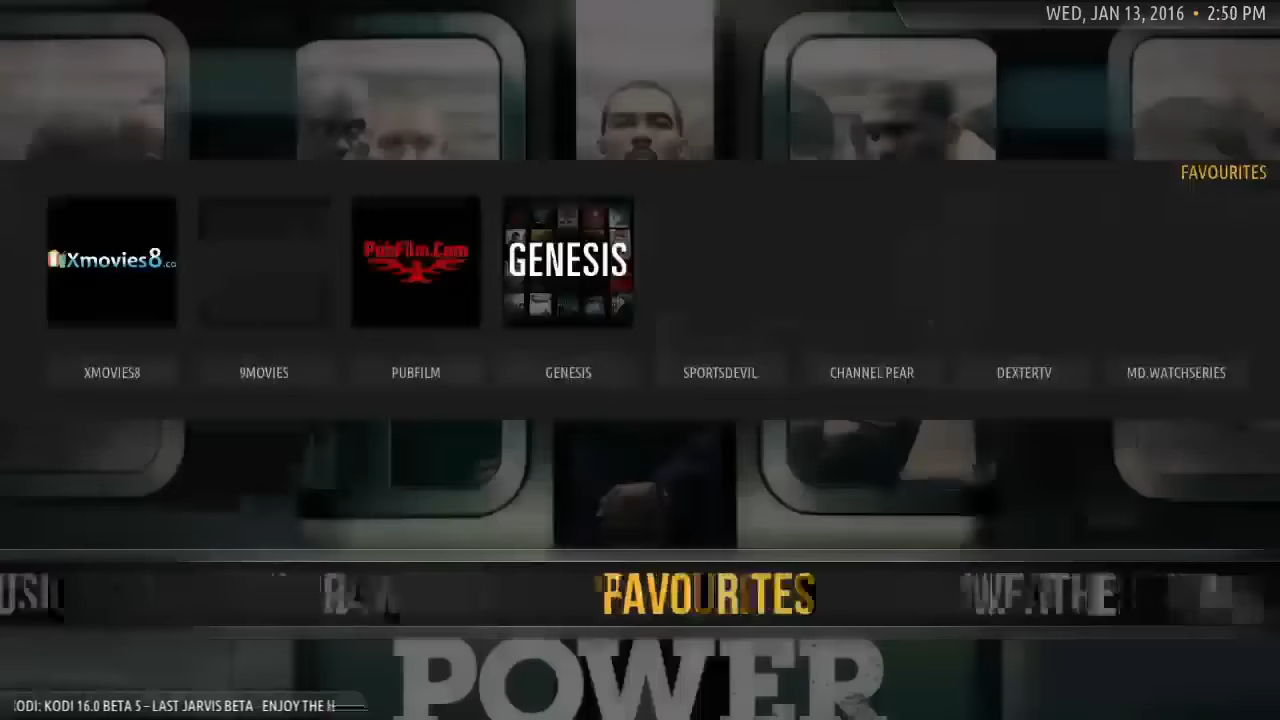 WED, JAN 13, 2016 • 2:50 PM
FAVOURITES
Xmovies8.co
PubFilm.Com
GENESIS
XMOVIES8
9MOVIES
PUBFILM
GENESIS
SPORTSDEVIL
CHANNEL PEAR
DEXTERTV
MD.WATCHSERIES
FAVOURITES
POWER
ODI: KODI 16.0 BETA 5 – LAST JARVIS BETA ENJOY THE H